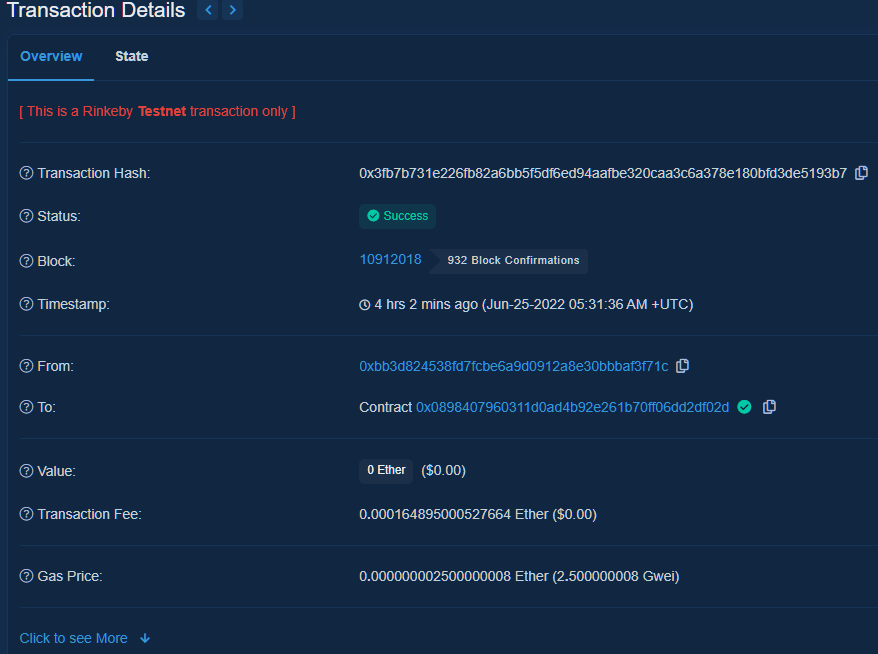 Transaction Details
Overview State
[ This is a Rinkeby Testnet transaction only ]
Transaction Hash: 0x3fb7b731e226fb82a6bb5f5df6ed94aafbe320caa3c6a378e180bfd3de5193b7
Status: Success
Block: 10912018 932 Block Confirmations
Timestamp: 4 hrs 2 mins ago (Jun-25-2022 05:31:36 AM +UTC)
From: 0xbb3d824538fd7fcbe6a9d0912a8e30bbbaf3f71c
To: Contract 0x0898407960311d0ad4b92e261b70ff06dd2df02d
Value: 0 Ether ($0.00)
Transaction Fee: 0.000164895000527664 Ether ($0.00)
Gas Price: 0.000000002500000008 Ether (2.500000008 Gwei)
Click to see More